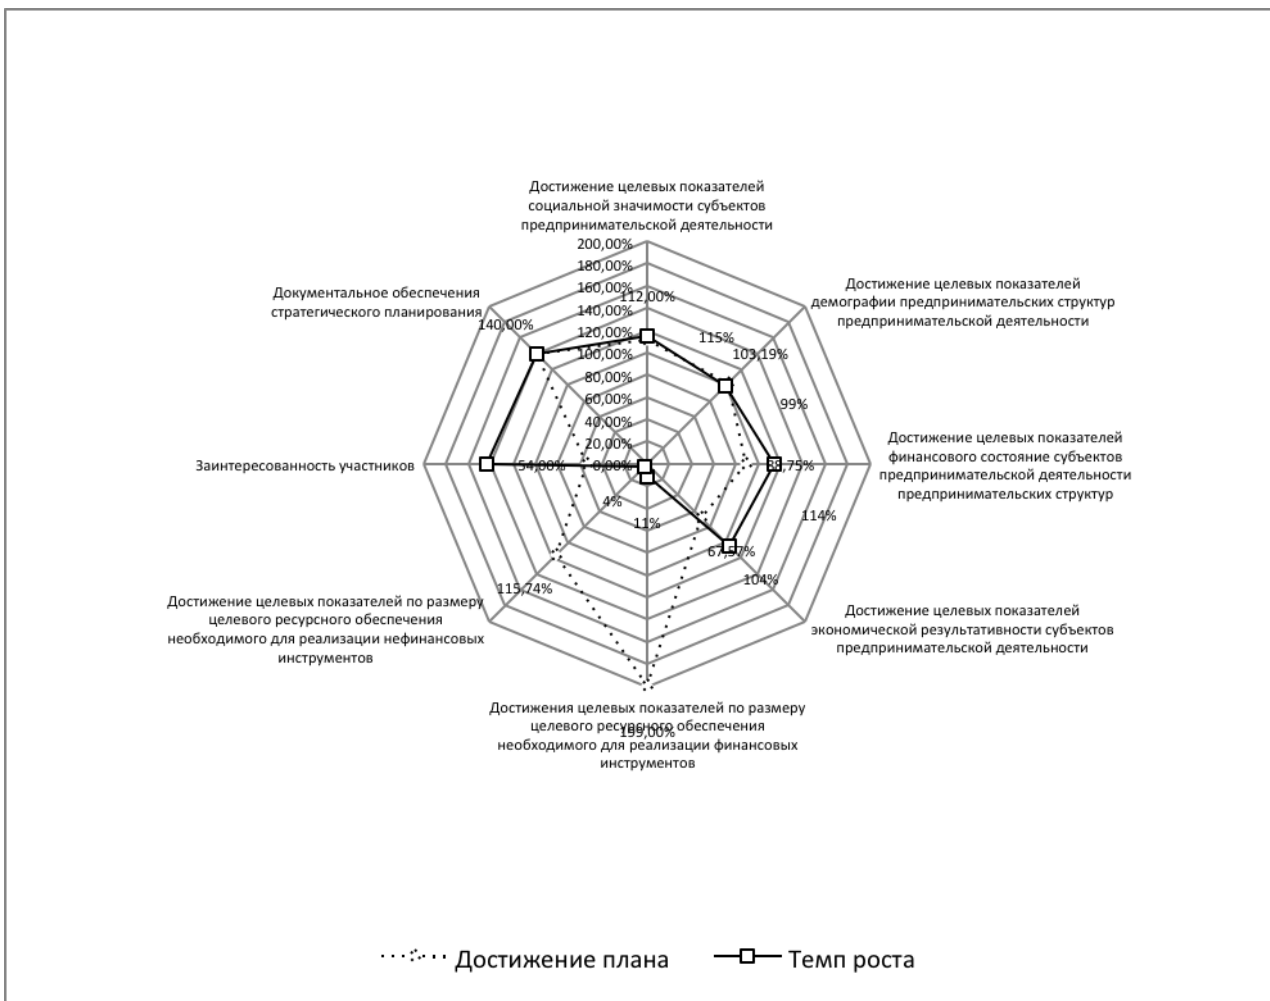 Достижение целевых показателей
социальной значимости субъектов
предпринимательской деятельности
200,00%
180,00%
160,00%
140,00%
120,00%
100,00%
80,00%
60,00%
40,00%
20,00%
0,00%
112,00%
115%
Достижение целевых показателей
демографии предпринимательских структур
предпринимательской деятельности
103,19%
99%
Достижение целевых показателей
финансового состояние субъектов
предпринимательской деятельности
предпринимательских структур
88,75%
114%
Достижение целевых показателей
экономической результативности субъектов
предпринимательской деятельности
67,57%
104%
Достижения целевых показателей по размеру
целевого ресурсного обеспечения
необходимого для реализации финансовых
инструментов
199,00%
11%
Достижение целевых показателей по размеру
целевого ресурсного обеспечения
необходимого для реализации нефинансовых
инструментов
115,74%
4%
Заинтересованность участников
54,00%
Документальное обеспечения
стратегического планирования
140,00%
Достижение плана
Темп роста